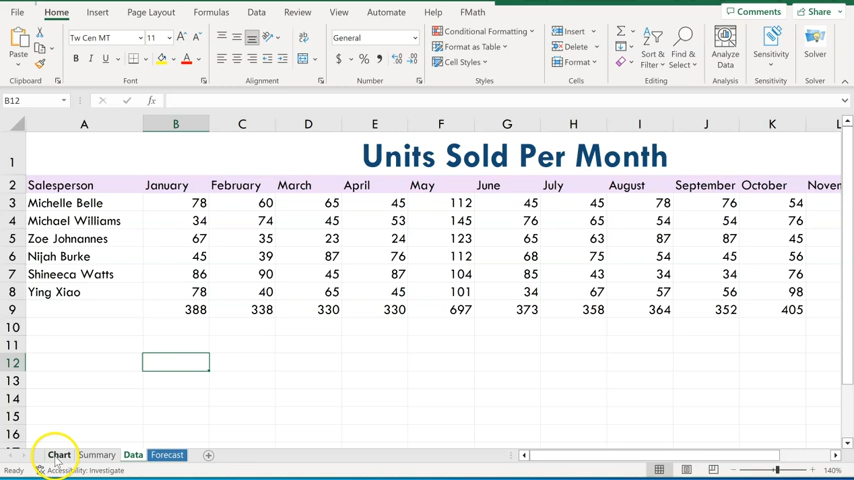 File Home Insert Page Layout Formulas Data Review View Automate Help FMath Comments Share
Paste Tw Cen MT 11 A A General Conditional Formatting Insert Sort & Find & Analyze Sensitivity Solver
B I U A $ % Format as Table Delete Filter Select Data
Cell Styles Format
Clipboard Font Alignment Number Styles Cells Editing Analysis Sensitivity Solver
B12 fx
A B C D E F G H I J K L
1 Units Sold Per Month
2 Salesperson January February March April May June July August September October Novem
3 Michelle Belle 78 60 65 45 112 45 45 78 76 54
4 Michael Williams 34 74 45 53 145 76 65 54 54 76
5 Zoe Johnannes 67 35 23 24 123 65 63 87 87 45
6 Nijah Burke 45 39 87 76 112 68 75 54 45 56
7 Shineeca Watts 86 90 45 87 104 85 43 34 34 76
8 Ying Xiao 78 40 65 45 101 34 67 57 56 98
9 388 338 330 330 697 373 358 364 352 405
10
11
12
13
14
15
16
Chart Summary Data Forecast
Ready Accessibility: Investigate 140%